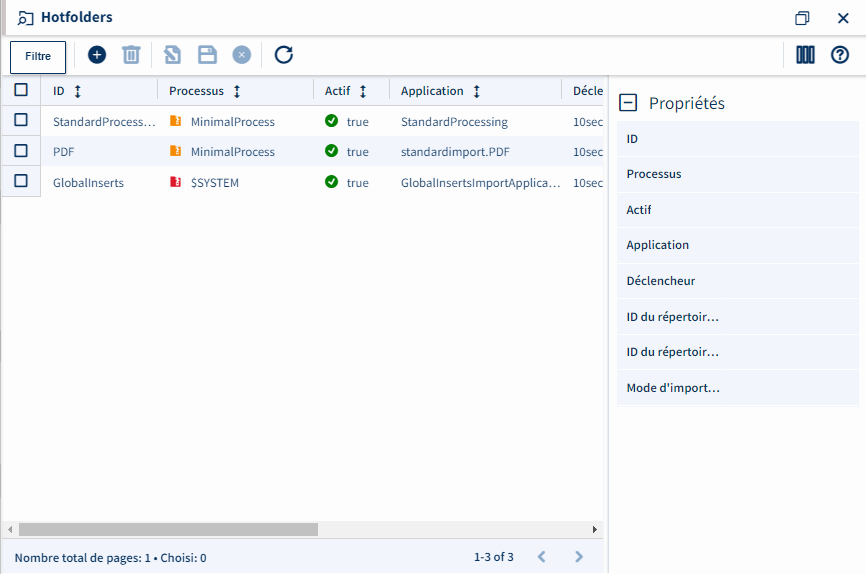 Hotfolders
Filtre
ID Processus Actif Application Décle
StandardProcess... MinimalProcess true StandardProcessing 10sec
PDF MinimalProcess true standardimport.PDF 10sec
GlobalInserts $SYSTEM true GlobalInsertsImportApplica... 10sec
Propriétés
ID
Processus
Actif
Application
Déclencheur
ID du répertoir...
ID du répertoir...
Mode d'import...
Nombre total de pages: 1 • Choisi: 0
1-3 of 3